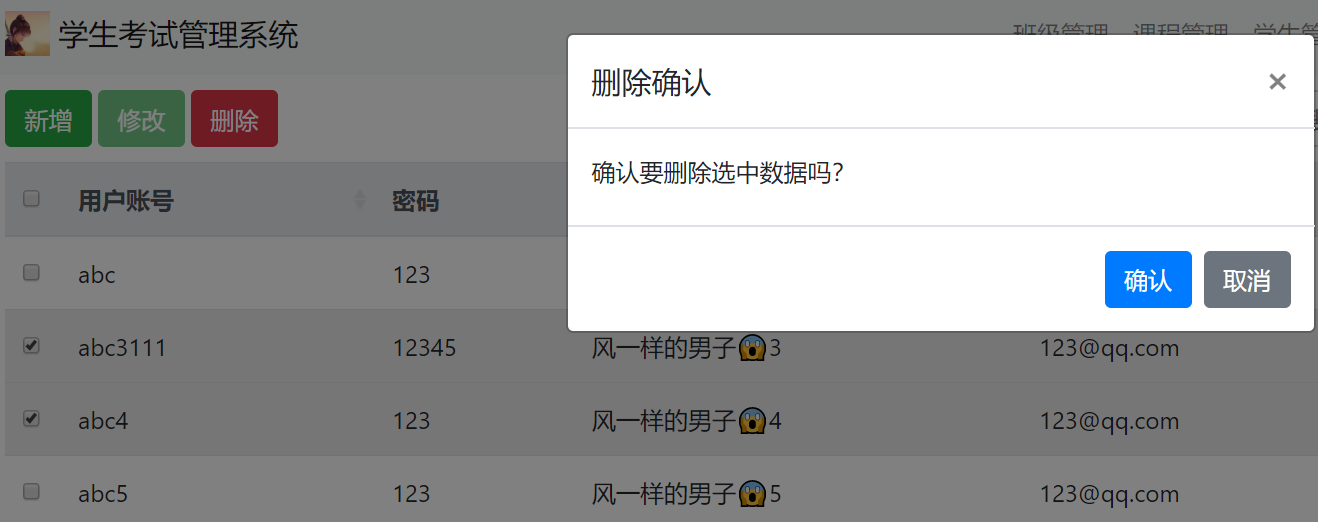 学生考试管理系统
班级管理 课程管理 学生管
删除确认 ×
新增 修改 删除
确认要删除选中数据吗？
用户账号 密码
确认 取消
abc 123
abc3111 12345 风一样的男子😱3 123@qq.com
abc4 123 风一样的男子😱4 123@qq.com
abc5 123 风一样的男子😱5 123@qq.com